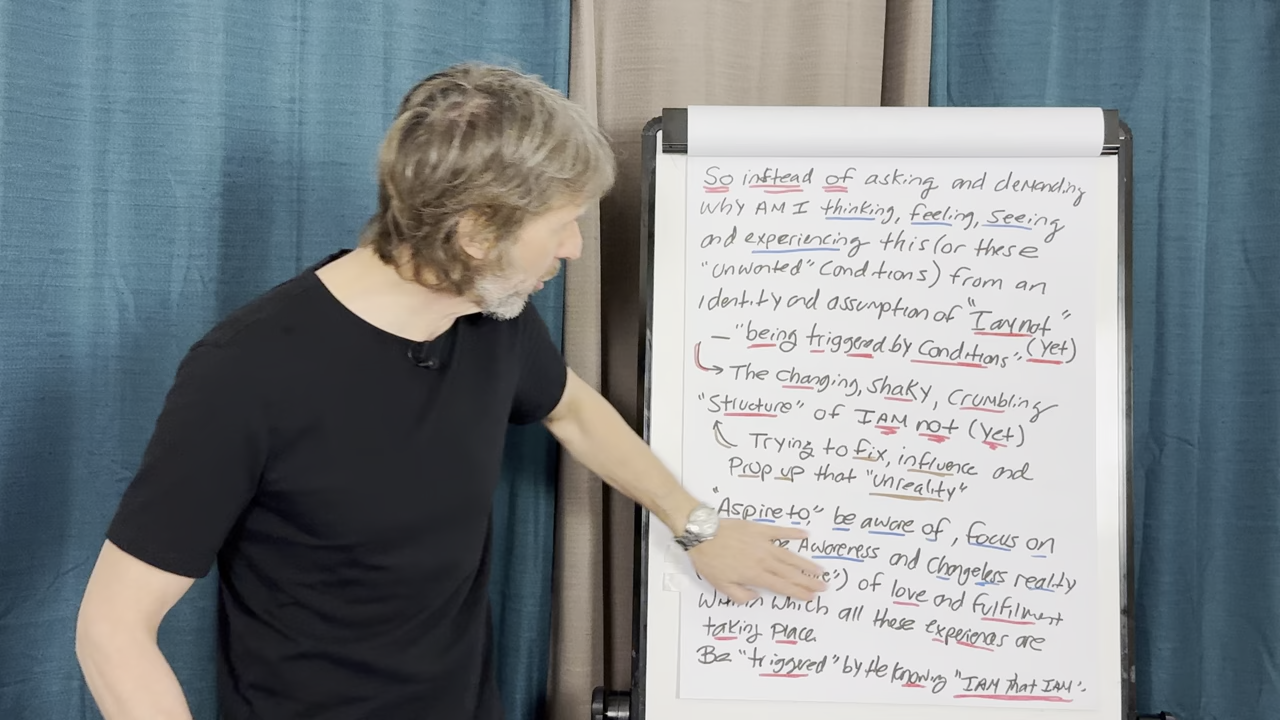 So instead of asking and demanding
Why AM I thinking, feeling, seeing
and experiencing this (or these
"unwanted" conditions) from an
identity and assumption of "I am not"
- "being triggered by Conditions" (yet)
The changing, shaky, crumbling
"Structure" of I AM not (yet)
Trying to fix, influence and
Prop up that "unreality"
"Aspire to," be aware of, focus on
Awareness and changeless reality
of love and fulfilment
within which all these experiences are
taking Place.
Be "triggered" by the knowing "I AM that I AM".